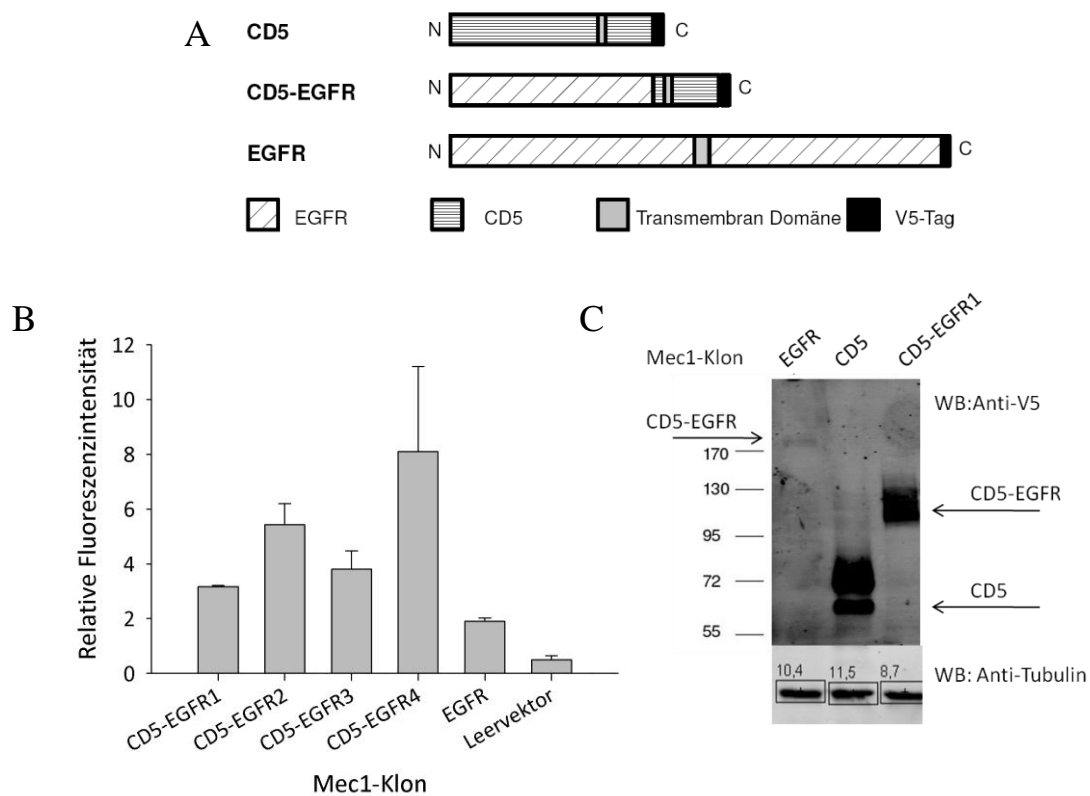 A
CD5 N C
CD5-EGFR N C
EGFR N C
EGFR CD5 Transmembran Domäne V5-Tag
B
Relative Fluoreszenzintensität
12
10
8
6
4
2
0
CD5-EGFR1
CD5-EGFR2
CD5-EGFR3
CD5-EGFR4
EGFR
Leervektor
Mec1-Klon
C
Mec1-Klon EGFR CD5 CD5-EGFR1
WB:Anti-V5
CD5-EGFR
170
130
CD5-EGFR
95
72
CD5
55
10,4 11,5 8,7
WB: Anti-Tubulin